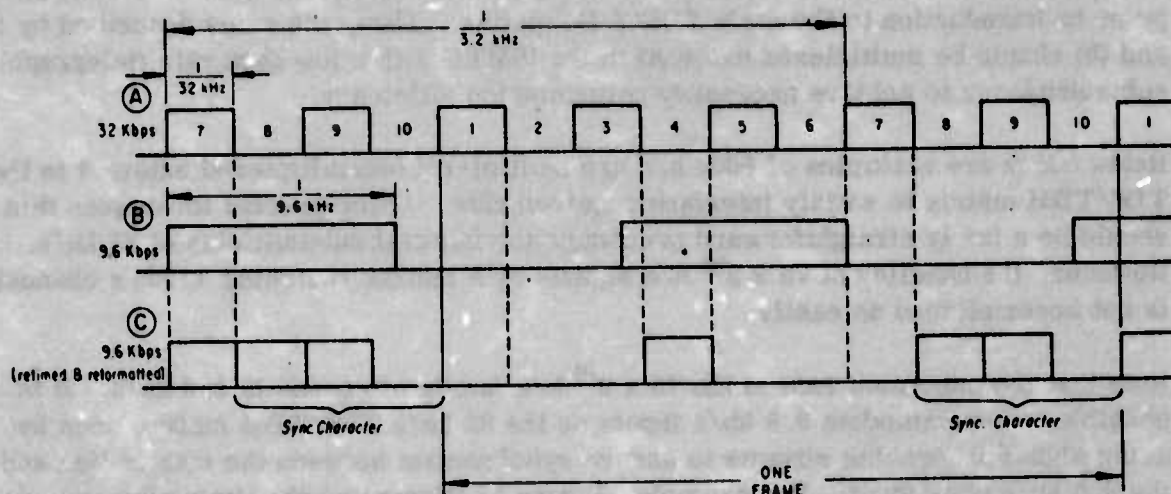 1
3.2 kHz
1
32 kHz
A
32 Kbps
7 8 9 10 1 2 3 4 5 6 7 8 9 10 1
1
9.6 kHz
B
9.6 Kbps
C
9.6 Kbps
(retimed & reformatted)
Sync Character
Sync. Character
ONE
FRAME